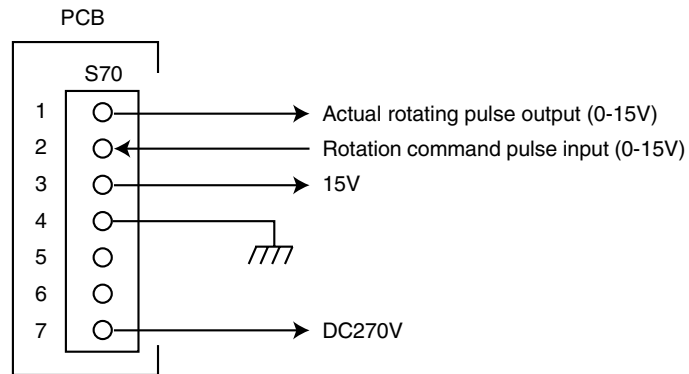 PCB
S70
1 Actual rotating pulse output (0-15V)
2 Rotation command pulse input (0-15V)
3 15V
4
5
6
7 DC270V